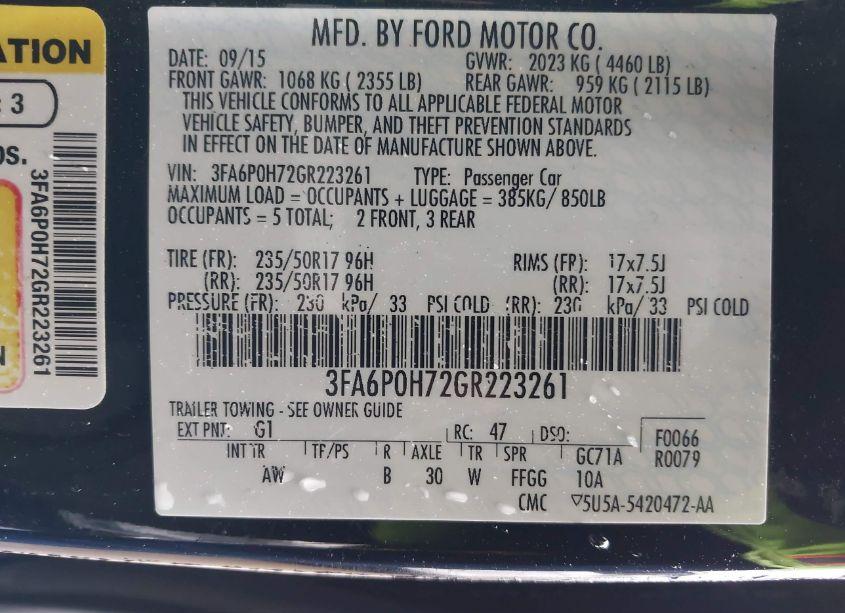 ATION
: 3
os.
3FA6P0H72GR223261
N
MFD. BY FORD MOTOR CO.
DATE: 09/15 GVWR: 2023 KG ( 4460 LB)
FRONT GAWR: 1068 KG ( 2355 LB) REAR GAWR: 959 KG ( 2115 LB)
THIS VEHICLE CONFORMS TO ALL APPLICABLE FEDERAL MOTOR
VEHICLE SAFETY, BUMPER, AND THEFT PREVENTION STANDARDS
IN EFFECT ON THE DATE OF MANUFACTURE SHOWN ABOVE.
VIN: 3FA6P0H72GR223261 TYPE: Passenger Car
MAXIMUM LOAD = OCCUPANTS + LUGGAGE = 385KG/ 850LB
OCCUPANTS = 5 TOTAL; 2 FRONT, 3 REAR
TIRE (FR): 235/50R17 96H RIMS (FR): 17x7.5J
(RR): 235/50R17 96H (RR): 17x7.5J
PRESSURE (FR): 230 kPa/ 33 PSI COLD (RR): 230 kPa/ 33 PSI COLD
3FA6P0H72GR223261
TRAILER TOWING - SEE OWNER GUIDE
EXT PNT: G1 RC: 47 DSO: F0066
INT TR TF/PS R AXLE TR SPR GC71A R0079
AW B 30 W FFGG 10A
CMC ▽5U5A-5420472-AA